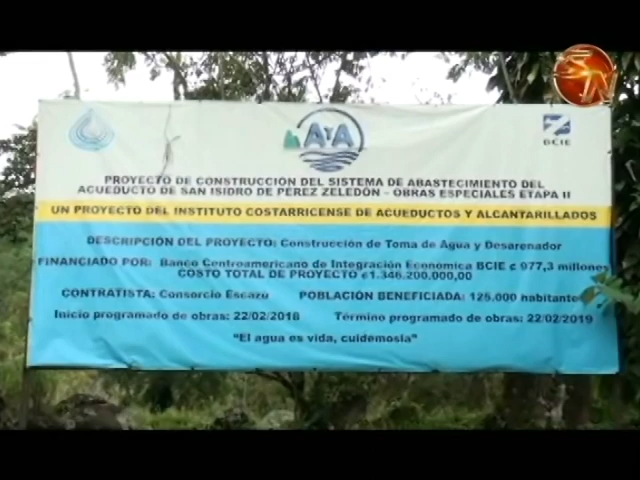 AyA
BCIE
PROYECTO DE CONSTRUCCIÓN DEL SISTEMA DE ABASTECIMIENTO DEL
ACUEDUCTO DE SAN ISIDRO DE PÉREZ ZELEDÓN - OBRAS ESPECIALES ETAPA II
UN PROYECTO DEL INSTITUTO COSTARRICENSE DE ACUEDUCTOS Y ALCANTARILLADOS
DESCRIPCIÓN DEL PROYECTO: Construcción de Toma de Agua y Desarenador
FINANCIADO POR: Banco Centroamericano de Integración Económica BCIE ¢ 977,3 millones
COSTO TOTAL DE PROYECTO ¢1.346.200.000,00
CONTRATISTA: Consorcio Escazú POBLACIÓN BENEFICIADA: 125.000 habitante
Inicio programado de obras: 22/02/2018 Término programado de obras: 22/02/2019
"El agua es vida, cuidemosla"